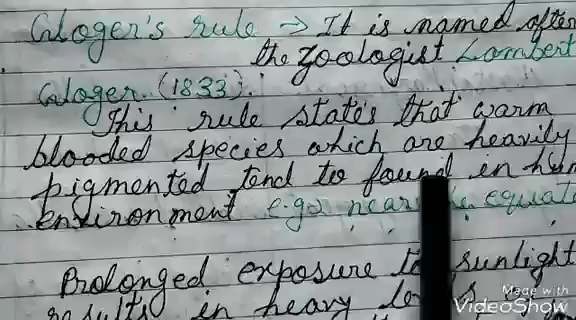 Gloger's rule → It is named after
the zoologist Lambert
Gloger (1833).
This rule states that warm
blooded species which are heavily
pigmented tend to found in
environment e.g. near
Prolonged exposure to sunlight
results in heavy
Made with
VideoShow